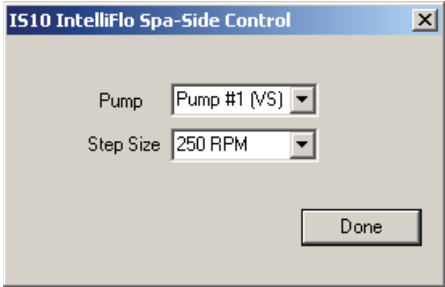 IS10 IntelliFlo Spa-Side Control
Pump Pump #1 (VS)
Step Size 250 RPM
Done